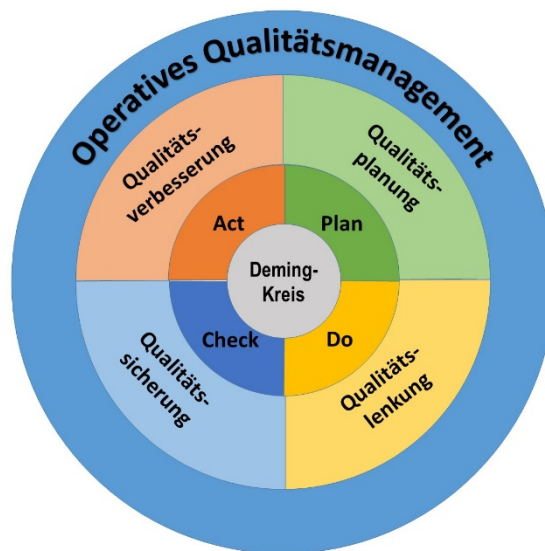 Operatives Qualitätsmanagement
Qualitäts-
verbesserung
Qualitäts-
planung
Act
Plan
Deming-
Kreis
Check
Do
Qualitäts-
sicherung
Qualitäts-
lenkung